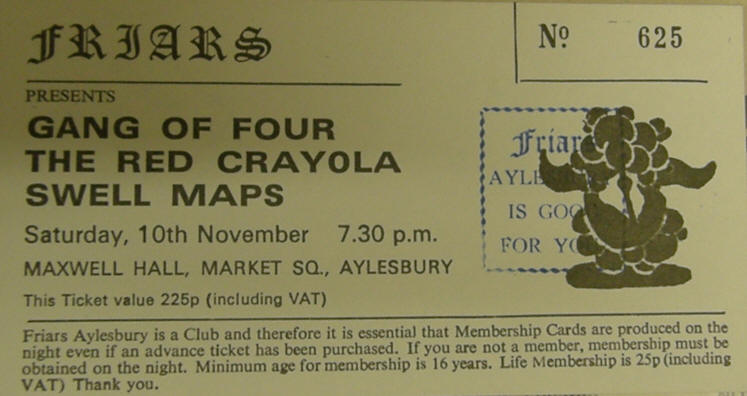 FRIARS
Nº 625
PRESENTS
GANG OF FOUR
THE RED CRAYOLA
SWELL MAPS
Saturday, 10th November 7.30 p.m.
MAXWELL HALL, MARKET SQ., AYLESBURY
This Ticket value 225p (including VAT)
Friars
AYLESBURY
IS GOOD
FOR YOU
Friars Aylesbury is a Club and therefore it is essential that Membership Cards are produced on the
night even if an advance ticket has been purchased. If you are not a member, membership must be
obtained on the night. Minimum age for membership is 16 years. Life Membership is 25p (including
VAT) Thank you.